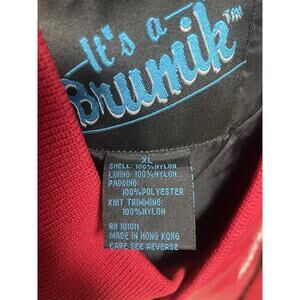 It's a
Brumik™
XL
SHELL: 100%NYLON
LINING: 100%NYLON
PADDING:
100%POLYESTER
KNIT TRIMMING:
100%NYLON
RN 101011
MADE IN HONG KONG
CARE SEE REVERSE